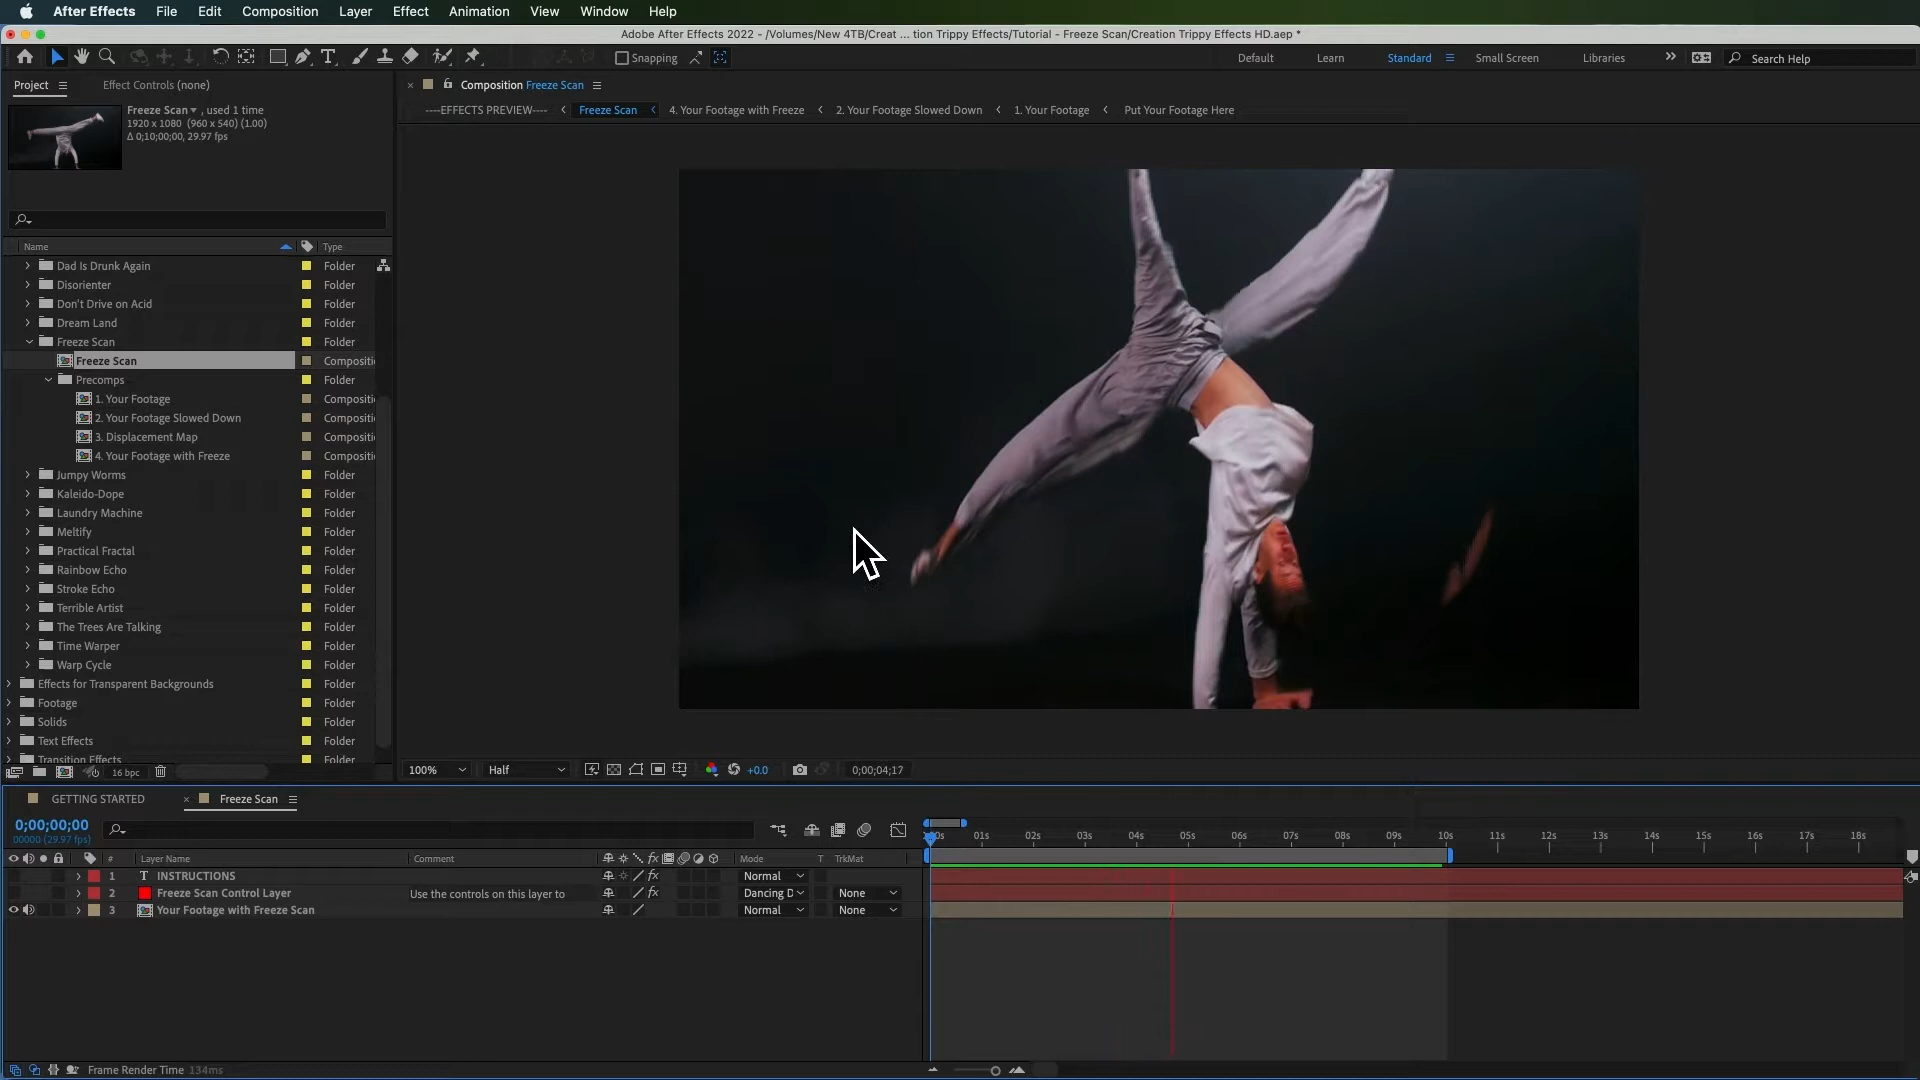 After Effects File Edit Composition Layer Effect Animation View Window Help
Adobe After Effects 2022 - /Volumes/New 4TB/Creat ... tion Trippy Effects/Tutorial - Freeze Scan/Creation Trippy Effects HD.aep *
Snapping Default Learn Standard Small Screen Libraries Search Help
Project Effect Controls (none)
Composition Freeze Scan
Freeze Scan , used 1 time
1920 x 1080 (960 x 540) (1.00)
Δ 0;10;00;00, 29.97 fps
----EFFECTS PREVIEW---- Freeze Scan 4. Your Footage with Freeze 2. Your Footage Slowed Down 1. Your Footage Put Your Footage Here
Name Type
Dad Is Drunk Again Folder
Disorienter Folder
Don't Drive on Acid Folder
Dream Land Folder
Freeze Scan Folder
Freeze Scan Compositi
Precomps Folder
1. Your Footage Compositi
2. Your Footage Slowed Down Compositi
3. Displacement Map Compositi
4. Your Footage with Freeze Compositi
Jumpy Worms Folder
Kaleido-Dope Folder
Laundry Machine Folder
Meltify Folder
Practical Fractal Folder
Rainbow Echo Folder
Stroke Echo Folder
Terrible Artist Folder
The Trees Are Talking Folder
Time Warper Folder
Warp Cycle Folder
Effects for Transparent Backgrounds Folder
Footage Folder
Solids Folder
Text Effects Folder
Transition Effects Folder
16 bpc
100% Half +0.0 0;00;04;17
GETTING STARTED Freeze Scan
0;00;00;00
00000 (29.97 fps)
00s 01s 02s 03s 04s 05s 06s 07s 08s 09s 10s 11s 12s 13s 14s 15s 16s 17s 18s
# Layer Name Comment fx Mode T TrkMat
1 T INSTRUCTIONS fx Normal
2 Freeze Scan Control Layer Use the controls on this layer to fx Dancing D None
3 Your Footage with Freeze Scan Normal None
Frame Render Time 134ms